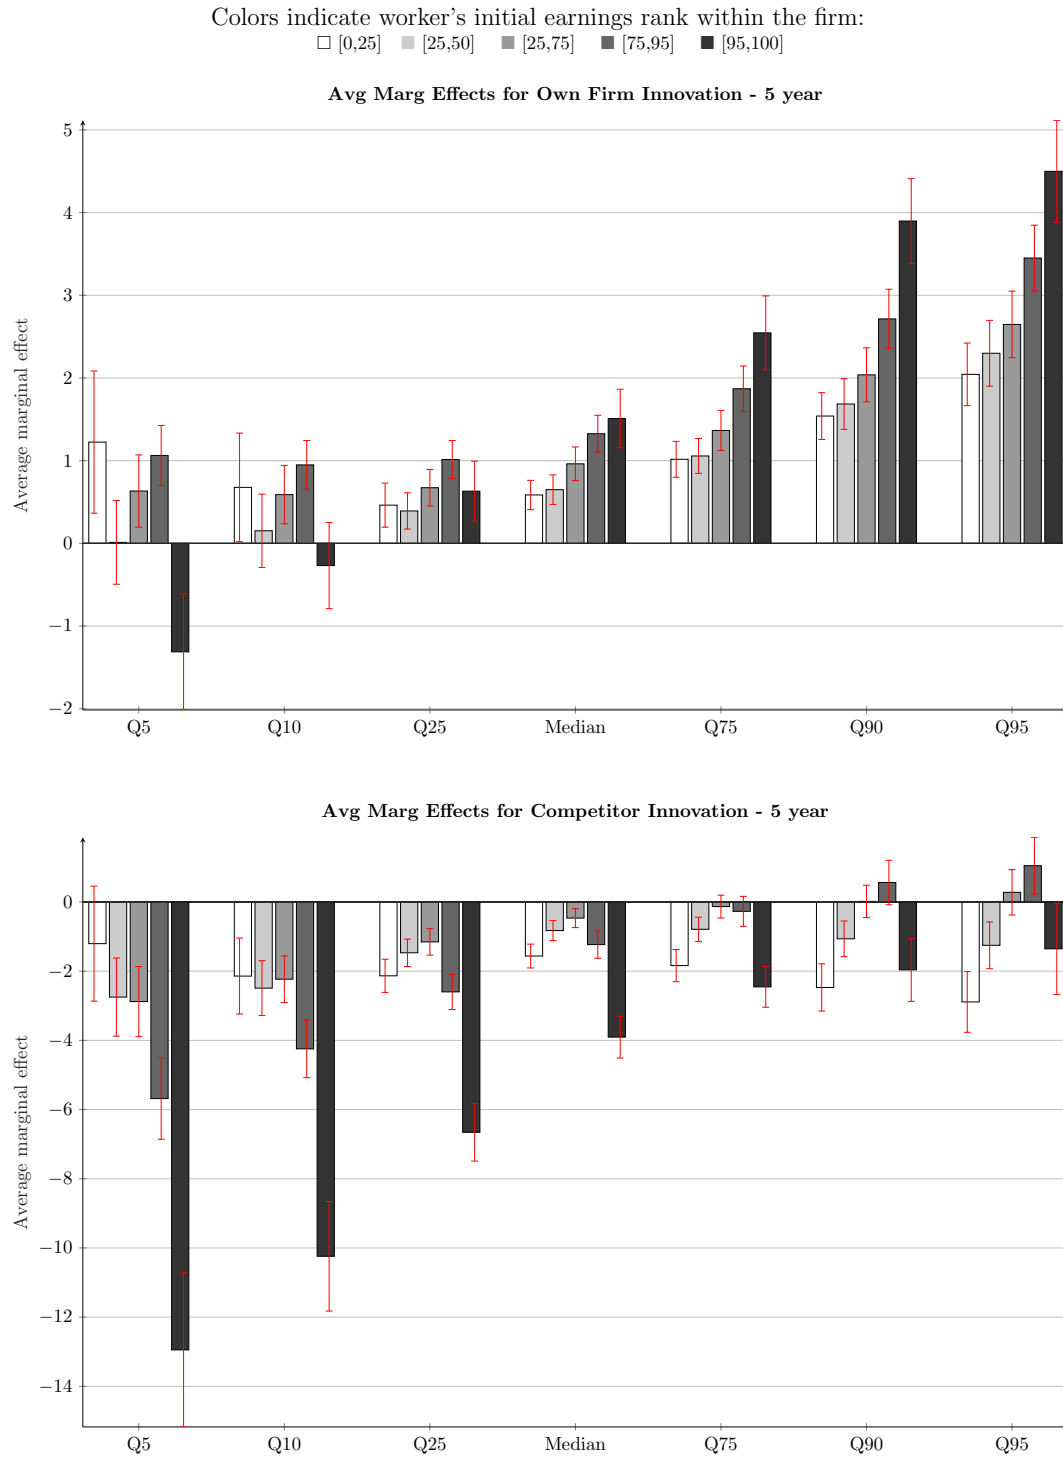 Colors indicate worker's initial earnings rank within the firm:
[0,25] [25,50] [25,75] [75,95] [95,100]
Avg Marg Effects for Own Firm Innovation - 5 year
Average marginal effect
5
4
3
2
1
0
−1
−2
Q5 Q10 Q25 Median Q75 Q90 Q95
Avg Marg Effects for Competitor Innovation - 5 year
Average marginal effect
0
−2
−4
−6
−8
−10
−12
−14
Q5 Q10 Q25 Median Q75 Q90 Q95